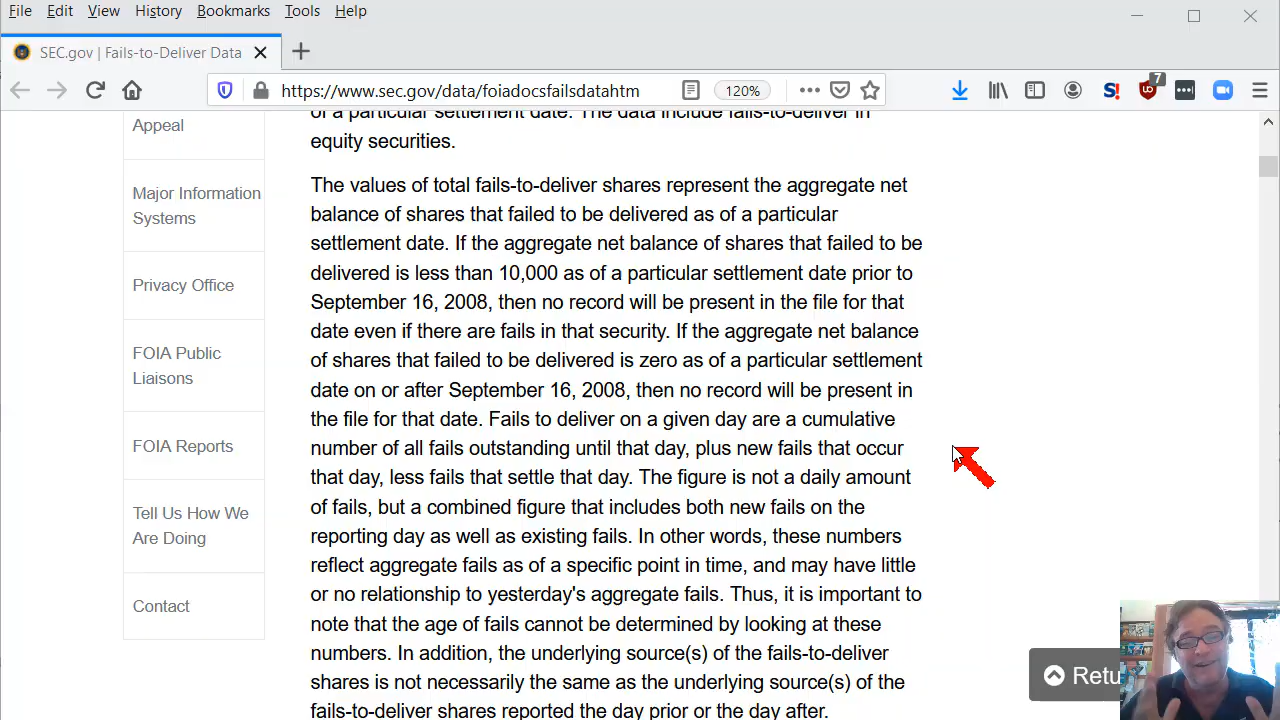 File Edit View History Bookmarks Tools Help
SEC.gov | Fails-to-Deliver Data
https://www.sec.gov/data/foiadocsfailsdatahtm
120%
S!
7
Appeal
Major Information
Systems
Privacy Office
FOIA Public
Liaisons
FOIA Reports
Tell Us How We
Are Doing
Contact
of a particular settlement date. The data include fails-to-deliver in
equity securities.
The values of total fails-to-deliver shares represent the aggregate net
balance of shares that failed to be delivered as of a particular
settlement date. If the aggregate net balance of shares that failed to be
delivered is less than 10,000 as of a particular settlement date prior to
September 16, 2008, then no record will be present in the file for that
date even if there are fails in that security. If the aggregate net balance
of shares that failed to be delivered is zero as of a particular settlement
date on or after September 16, 2008, then no record will be present in
the file for that date. Fails to deliver on a given day are a cumulative
number of all fails outstanding until that day, plus new fails that occur
that day, less fails that settle that day. The figure is not a daily amount
of fails, but a combined figure that includes both new fails on the
reporting day as well as existing fails. In other words, these numbers
reflect aggregate fails as of a specific point in time, and may have little
or no relationship to yesterday's aggregate fails. Thus, it is important to
note that the age of fails cannot be determined by looking at these
numbers. In addition, the underlying source(s) of the fails-to-deliver
shares is not necessarily the same as the underlying source(s) of the
fails-to-deliver shares reported the day prior or the day after.
Retu